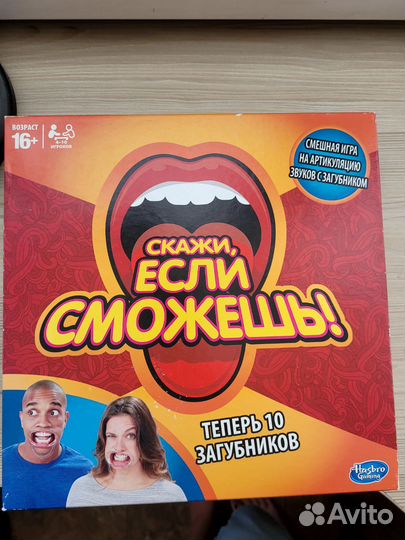 ВОЗРАСТ
16+
4-10
ИГРОКОВ
СМЕШНАЯ ИГРА
НА АРТИКУЛЯЦИЮ
ЗВУКОВ С ЗАГУБНИКОМ
СКАЖИ,
ЕСЛИ
СМОЖЕШЬ!
ТЕПЕРЬ 10
ЗАГУБНИКОВ
Hasbro
Gaming
Avito